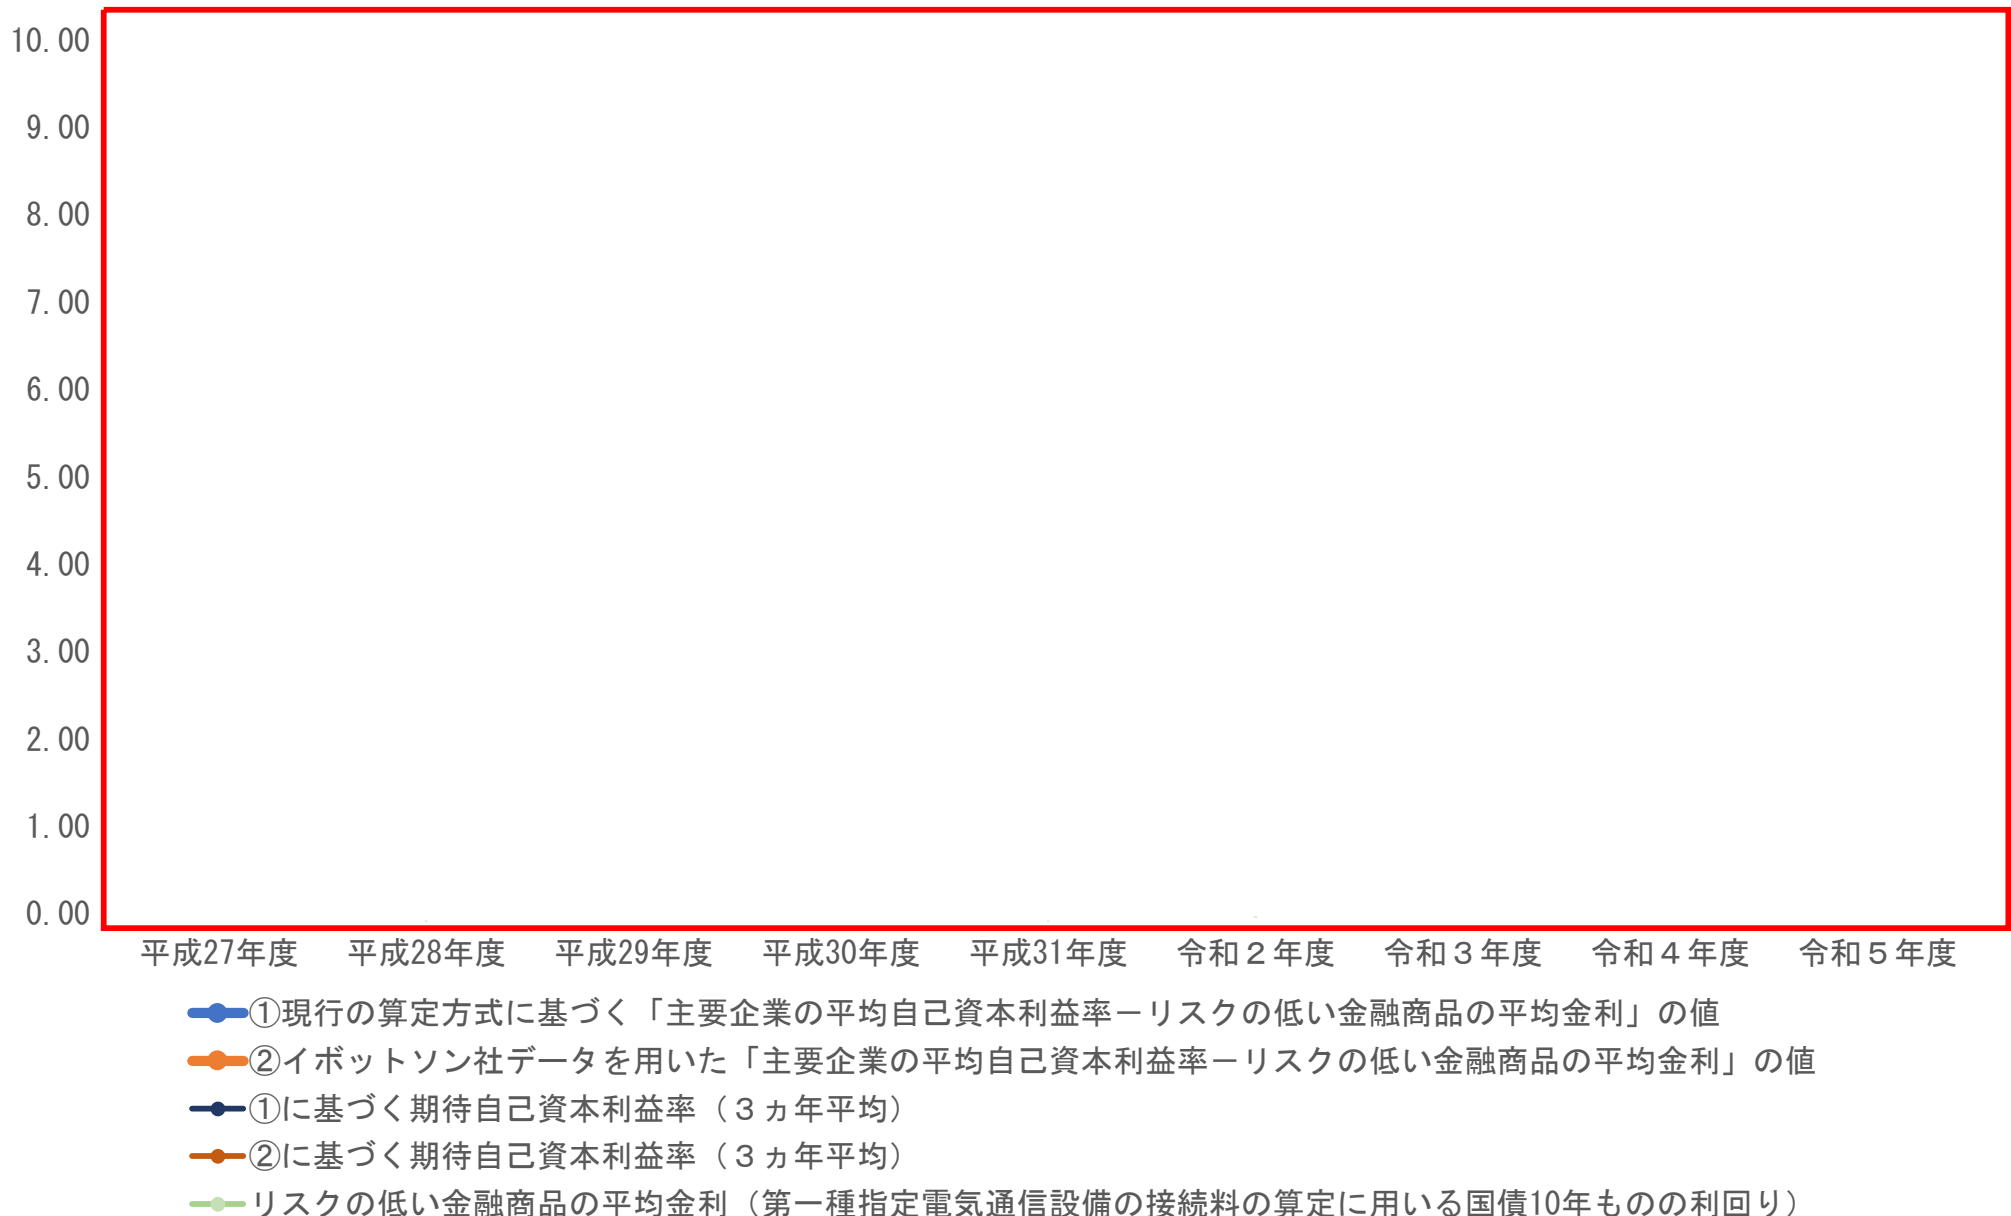 10.00
9.00
8.00
7.00
6.00
5.00
4.00
3.00
2.00
1.00
0.00
平成27年度 平成28年度 平成29年度 平成30年度 平成31年度 令和２年度 令和３年度 令和４年度 令和５年度
①現行の算定方式に基づく「主要企業の平均自己資本利益率－リスクの低い金融商品の平均金利」の値
②イボットソン社データを用いた「主要企業の平均自己資本利益率－リスクの低い金融商品の平均金利」の値
①に基づく期待自己資本利益率（３ヵ年平均）
②に基づく期待自己資本利益率（３ヵ年平均）
リスクの低い金融商品の平均金利（第一種指定電気通信設備の接続料の算定に用いる国債10年ものの利回り）